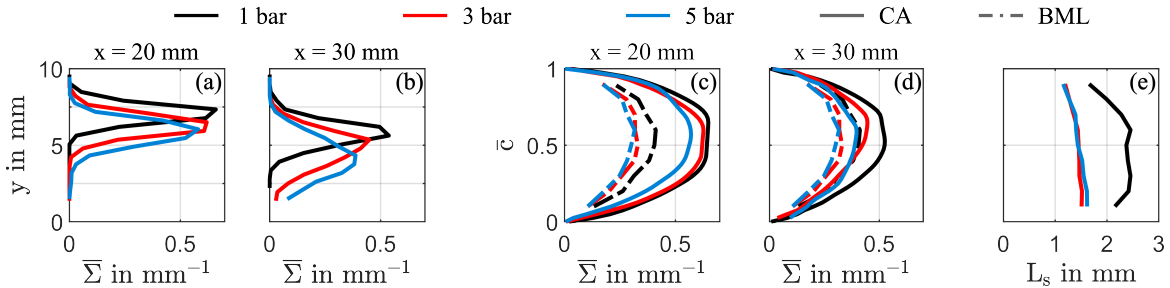 1 bar 3 bar 5 bar CA BML
x = 20 mm x = 30 mm x = 20 mm x = 30 mm
(a) (b) (c) (d) (e)
y in mm
10
5
0
0 0.5
0 0.5
c̅
1
0.5
0
0 0.5
0 0.5
0 1 2 3
Σ̅ in mm⁻¹ Σ̅ in mm⁻¹ Σ̅ in mm⁻¹ Σ̅ in mm⁻¹ Lₛ in mm